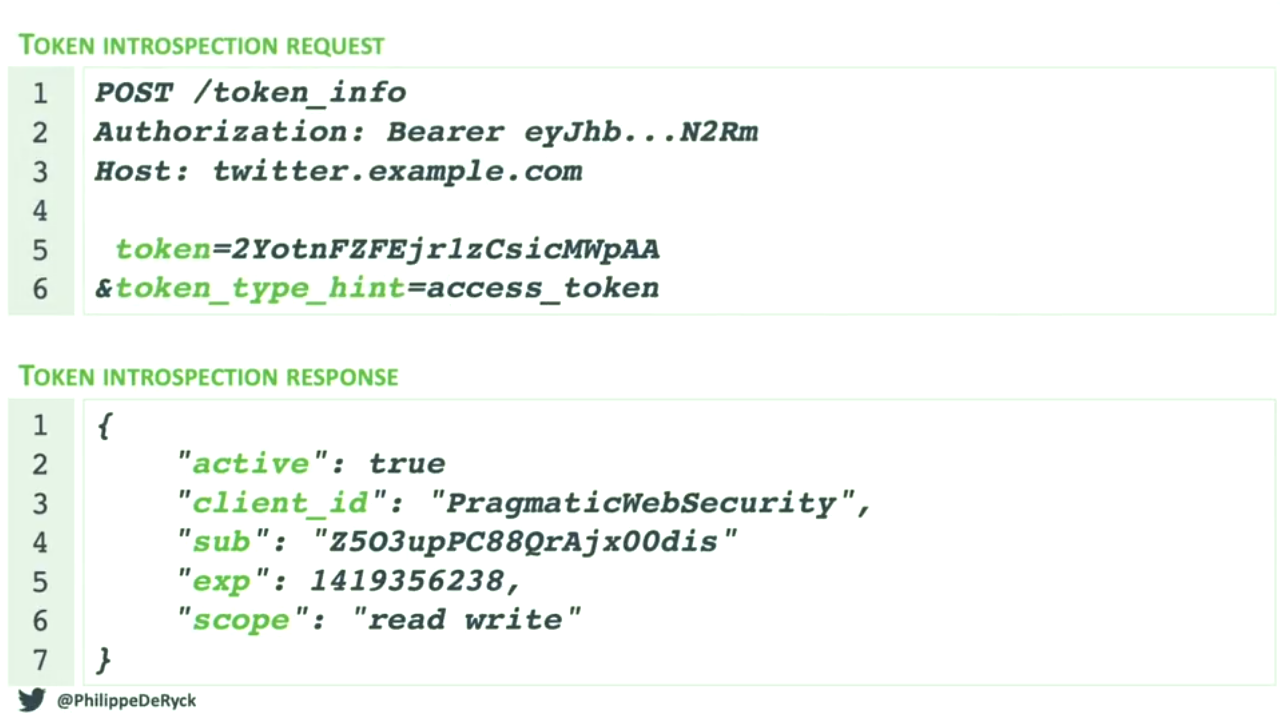 TOKEN INTROSPECTION REQUEST
1 POST /token_info
2 Authorization: Bearer eyJhb...N2Rm
3 Host: twitter.example.com
4
5 token=2YotnFZFEjr1zCsicMWpAA
6 &token_type_hint=access_token
TOKEN INTROSPECTION RESPONSE
1 {
2 "active": true
3 "client_id": "PragmaticWebSecurity",
4 "sub": "Z5O3upPC88QrAjx00dis"
5 "exp": 1419356238,
6 "scope": "read write"
7 }
@PhilippeDeRyck